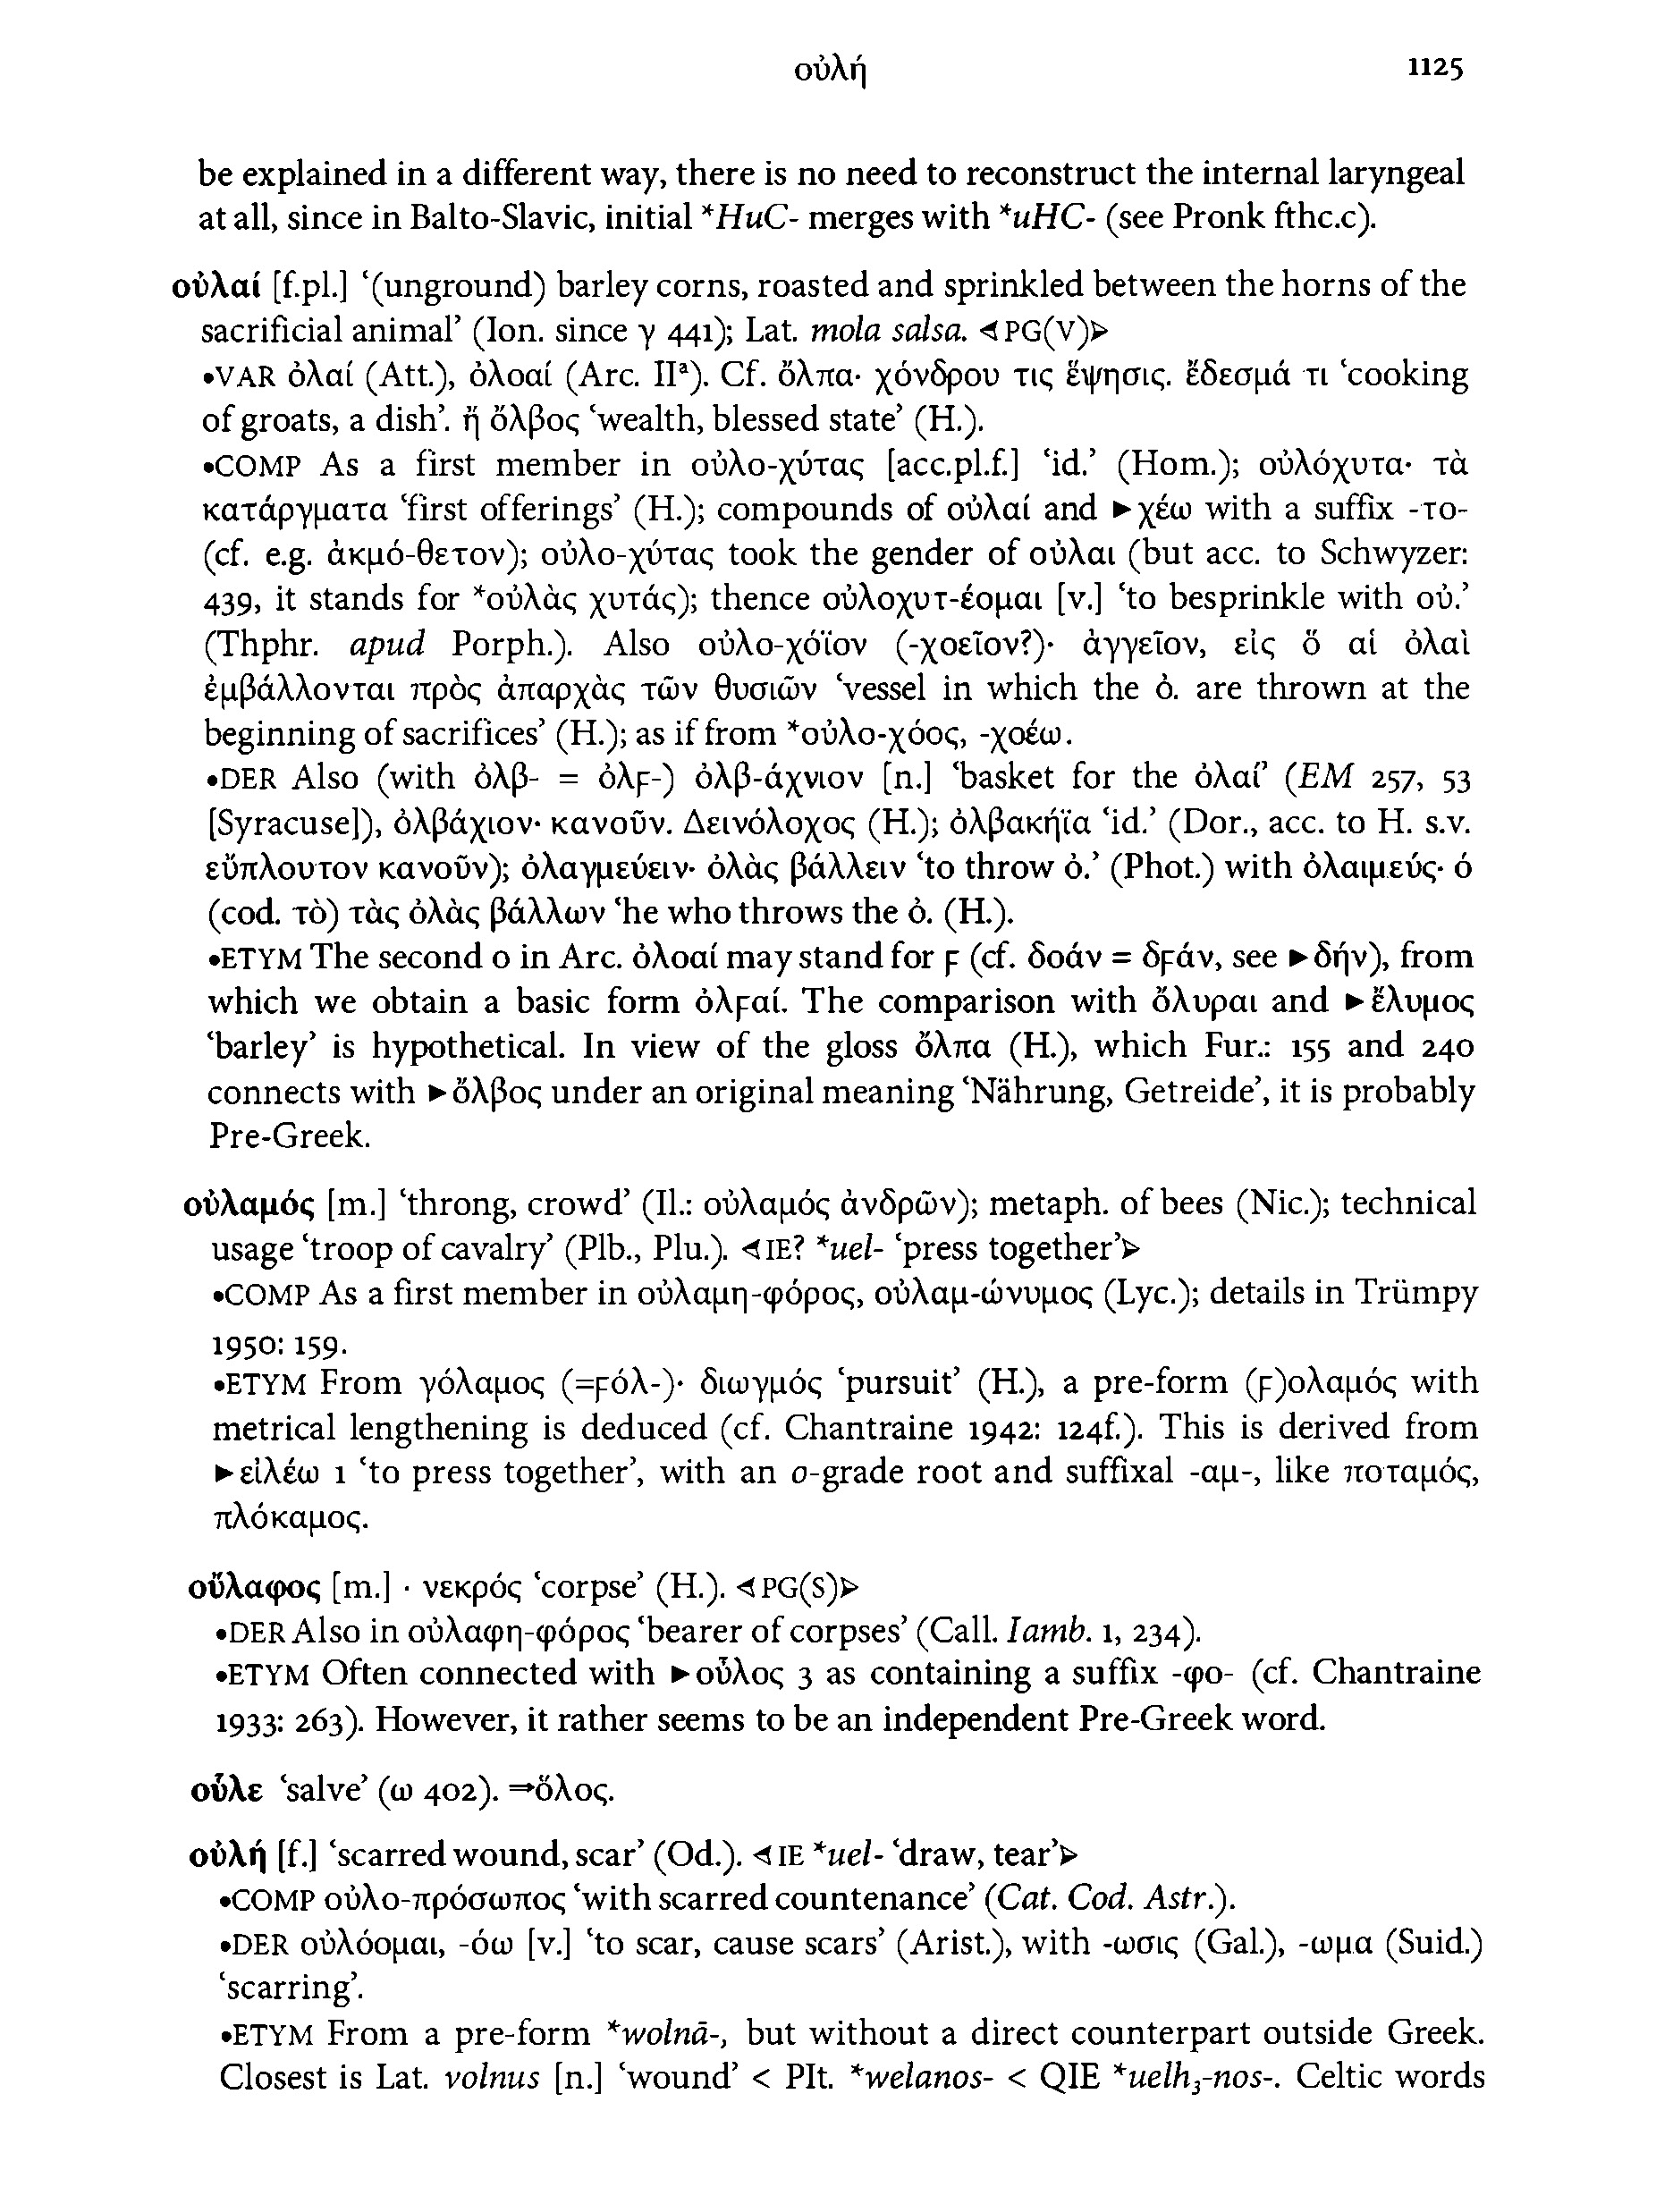 οὐλή 1125
be explained in a different way, there is no need to reconstruct the internal laryngeal
at all, since in Balto-Slavic, initial *HuC- merges with *uHC- (see Pronk fthc.c).
οὐλαί [f.pl.] ‘(unground) barley corns, roasted and sprinkled between the horns of the
sacrificial animal’ (Ion. since γ 441); Lat. mola salsa. ⊲PG(V)⊳
•VAR ὀλαί (Att.), ὀλοαί (Arc. IIᵃ). Cf. ὄλπα· χόνδρου τις ἕψησις. ἔδεσμά τι ‘cooking
of groats, a dish’. ἢ ὄλβος ‘wealth, blessed state’ (H.).
•COMP As a first member in οὐλο-χύτας [acc.pl.f.] ‘id.’ (Hom.); οὐλόχυτα· τὰ
κατάργματα ‘first offerings’ (H.); compounds of οὐλαί and ►χέω with a suffix -το-
(cf. e.g. ἀκμό-θετον); οὐλο-χύτας took the gender of οὐλαι (but acc. to Schwyzer:
439, it stands for *οὐλὰς χυτάς); thence οὐλοχυτ-έομαι [v.] ‘to besprinkle with οὐ.’
(Thphr. apud Porph.). Also οὐλο-χόϊον (-χοεῖον?)· ἀγγεῖον, εἰς ὅ αἱ ὀλαὶ
ἐμβάλλονται πρὸς ἀπαρχὰς τῶν θυσιῶν ‘vessel in which the ὀ. are thrown at the
beginning of sacrifices’ (H.); as if from *οὐλο-χόος, -χοέω.
•DER Also (with ὀλβ- = ὀλϝ-) ὀλβ-άχνιον [n.] ‘basket for the ὀλαί’ (EM 257, 53
[Syracuse]), ὀλβάχιον· κανοῦν. Δεινόλοχος (H.); ὀλβακήϊα ‘id.’ (Dor., acc. to H. s.v.
εὔπλουτον κανοῦν); ὀλαγμεύειν· ὀλὰς βάλλειν ‘to throw ὀ.’ (Phot.) with ὀλαιμεύς· ὁ
(cod. τὸ) τὰς ὀλὰς βάλλων ‘he who throws the ὀ. (H.).
•ETYM The second ο in Arc. ὀλοαί may stand for ϝ (cf. δοάν = δϝάν, see ►δήν), from
which we obtain a basic form ὀλϝαί. The comparison with ὄλυραι and ►ἔλυμος
‘barley’ is hypothetical. In view of the gloss ὄλπα (H.), which Fur.: 155 and 240
connects with ►ὄλβος under an original meaning ‘Nährung, Getreide’, it is probably
Pre-Greek.
οὐλαμός [m.] ‘throng, crowd’ (Il.: οὐλαμός ἀνδρῶν); metaph. of bees (Nic.); technical
usage ‘troop of cavalry’ (Plb., Plu.). ⊲IE? *uel- ‘press together’⊳
•COMP As a first member in οὐλαμη-φόρος, οὐλαμ-ώνυμος (Lyc.); details in Trümpy
1950: 159.
•ETYM From γόλαμος (=ϝόλ-)· διωγμός ‘pursuit’ (H.), a pre-form (ϝ)ολαμός with
metrical lengthening is deduced (cf. Chantraine 1942: 124f.). This is derived from
►εἰλέω 1 ‘to press together’, with an o-grade root and suffixal -αμ-, like ποταμός,
πλόκαμος.
οὔλαφος [m.] · νεκρός ‘corpse’ (H.). ⊲PG(S)⊳
•DER Also in οὐλαφη-φόρος ‘bearer of corpses’ (Call. Iamb. 1, 234).
•ETYM Often connected with ►οὖλος 3 as containing a suffix -φο- (cf. Chantraine
1933: 263). However, it rather seems to be an independent Pre-Greek word.
οὖλε ‘salve’ (ω 402). ⇒ὅλος.
οὐλή [f.] ‘scarred wound, scar’ (Od.). ⊲IE *uel- ‘draw, tear’⊳
•COMP οὐλο-πρόσωπος ‘with scarred countenance’ (Cat. Cod. Astr.).
•DER οὐλόομαι, -όω [v.] ‘to scar, cause scars’ (Arist.), with -ωσις (Gal.), -ωμα (Suid.)
‘scarring’.
•ETYM From a pre-form *wolnā-, but without a direct counterpart outside Greek.
Closest is Lat. volnus [n.] ‘wound’ < PIt. *welanos- < QIE *uelh₃-nos-. Celtic words